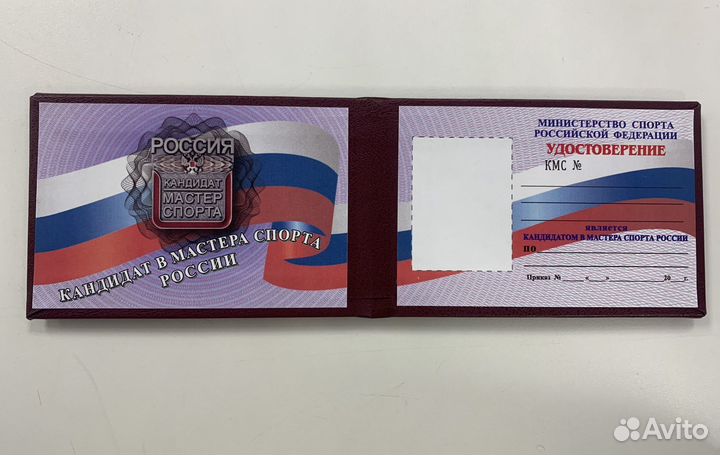 РОССИЯ
КАНДИДАТ
МАСТЕР
СПОРТА
КАНДИДАТ В МАСТЕРА СПОРТА
РОССИИ
МИНИСТЕРСТВО СПОРТА
РОССИЙСКОЙ ФЕДЕРАЦИИ
УДОСТОВЕРЕНИЕ
КМС №
является
КАНДИДАТОМ В МАСТЕРА СПОРТА РОССИИ
по
Приказ № « » 20 г.
Avito